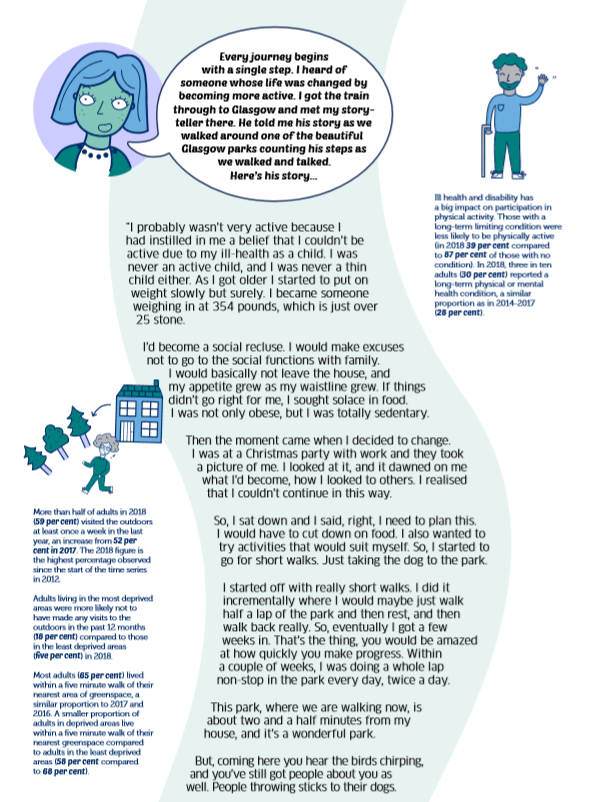 Every journey begins
with a single step. I heard of
someone whose life was changed by
becoming more active. I got the train
through to Glasgow and met my story-
teller there. He told me his story as we
walked around one of the beautiful
Glasgow parks counting his steps as
we walked and talked.
Here's his story...
Ill health and disability has
a big impact on participation in
physical activity. Those with a
long-term limiting condition were
less likely to be physically active
(in 2018 39 per cent compared
to 87 per cent of those with no
condition). In 2018, three in ten
adults (30 per cent) reported a
long-term physical or mental
health condition, a similar
proportion as in 2014-2017
(28 per cent).
"I probably wasn't very active because I
had instilled in me a belief that I couldn't be
active due to my ill-health as a child. I was
never an active child, and I was never a thin
child either. As I got older I started to put on
weight slowly but surely. I became someone
weighing in at 354 pounds, which is just over
25 stone.
I'd become a social recluse. I would make excuses
not to go to the social functions with family.
I would basically not leave the house, and
my appetite grew as my waistline grew. If things
didn't go right for me, I sought solace in food.
I was not only obese, but I was totally sedentary.
Then the moment came when I decided to change.
I was at a Christmas party with work and they took
a picture of me. I looked at it, and it dawned on me
what I'd become, how I looked to others. I realised
that I couldn't continue in this way.
So, I sat down and I said, right, I need to plan this.
I would have to cut down on food. I also wanted to
try activities that would suit myself. So, I started to
go for short walks. Just taking the dog to the park.
I started off with really short walks. I did it
incrementally where I would maybe just walk
half a lap of the park and then rest, and then
walk back really. So, eventually I got a few
weeks in. That's the thing, you would be amazed
at how quickly you make progress. Within
a couple of weeks, I was doing a whole lap
non-stop in the park every day, twice a day.
This park, where we are walking now, is
about two and a half minutes from my
house, and it's a wonderful park.
But, coming here you hear the birds chirping,
and you've still got people about you as
well. People throwing sticks to their dogs.
More than half of adults in 2018
(59 per cent) visited the outdoors
at least once a week in the last
year, an increase from 52 per
cent in 2017. The 2018 figure is
the highest percentage observed
since the start of the time series
in 2012.
Adults living in the most deprived
areas were more likely not to
have made any visits to the
outdoors in the past 12 months
(18 per cent) compared to those
in the least deprived areas
(five per cent) in 2018.
Most adults (65 per cent) lived
within a five minute walk of their
nearest area of greenspace, a
similar proportion to 2017 and
2016. A smaller proportion of
adults in deprived areas live
within a five minute walk of their
nearest greenspace compared
to adults in the least deprived
areas (58 per cent compared
to 68 per cent).